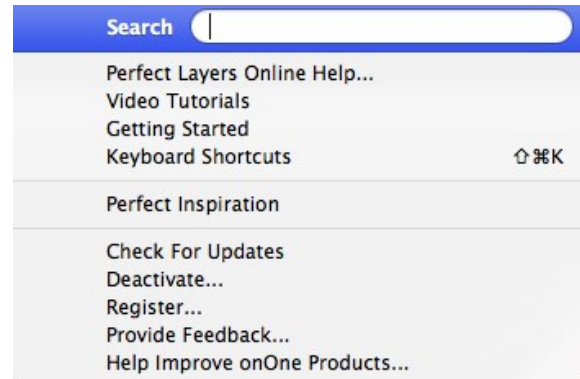 Search
Perfect Layers Online Help...
Video Tutorials
Getting Started
Keyboard Shortcuts ⇧⌘K
Perfect Inspiration
Check For Updates
Deactivate...
Register...
Provide Feedback...
Help Improve onOne Products...